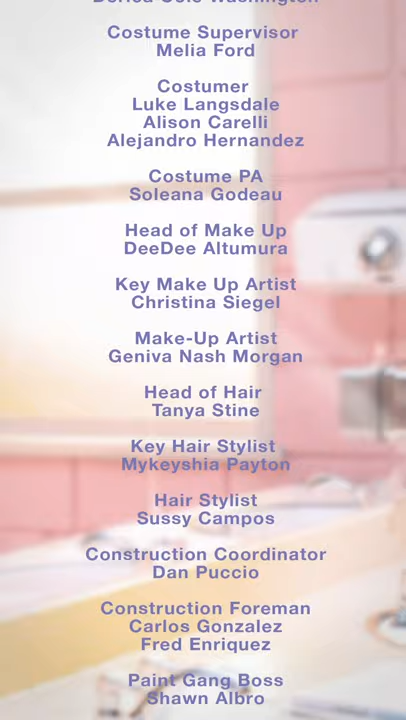 Costume Supervisor
Melia Ford
Costumer
Luke Langsdale
Alison Carelli
Alejandro Hernandez
Costume PA
Soleana Godeau
Head of Make Up
DeeDee Altumura
Key Make Up Artist
Christina Siegel
Make-Up Artist
Geniva Nash Morgan
Head of Hair
Tanya Stine
Key Hair Stylist
Mykeyshia Payton
Hair Stylist
Sussy Campos
Construction Coordinator
Dan Puccio
Construction Foreman
Carlos Gonzalez
Fred Enriquez
Paint Gang Boss
Shawn Albro